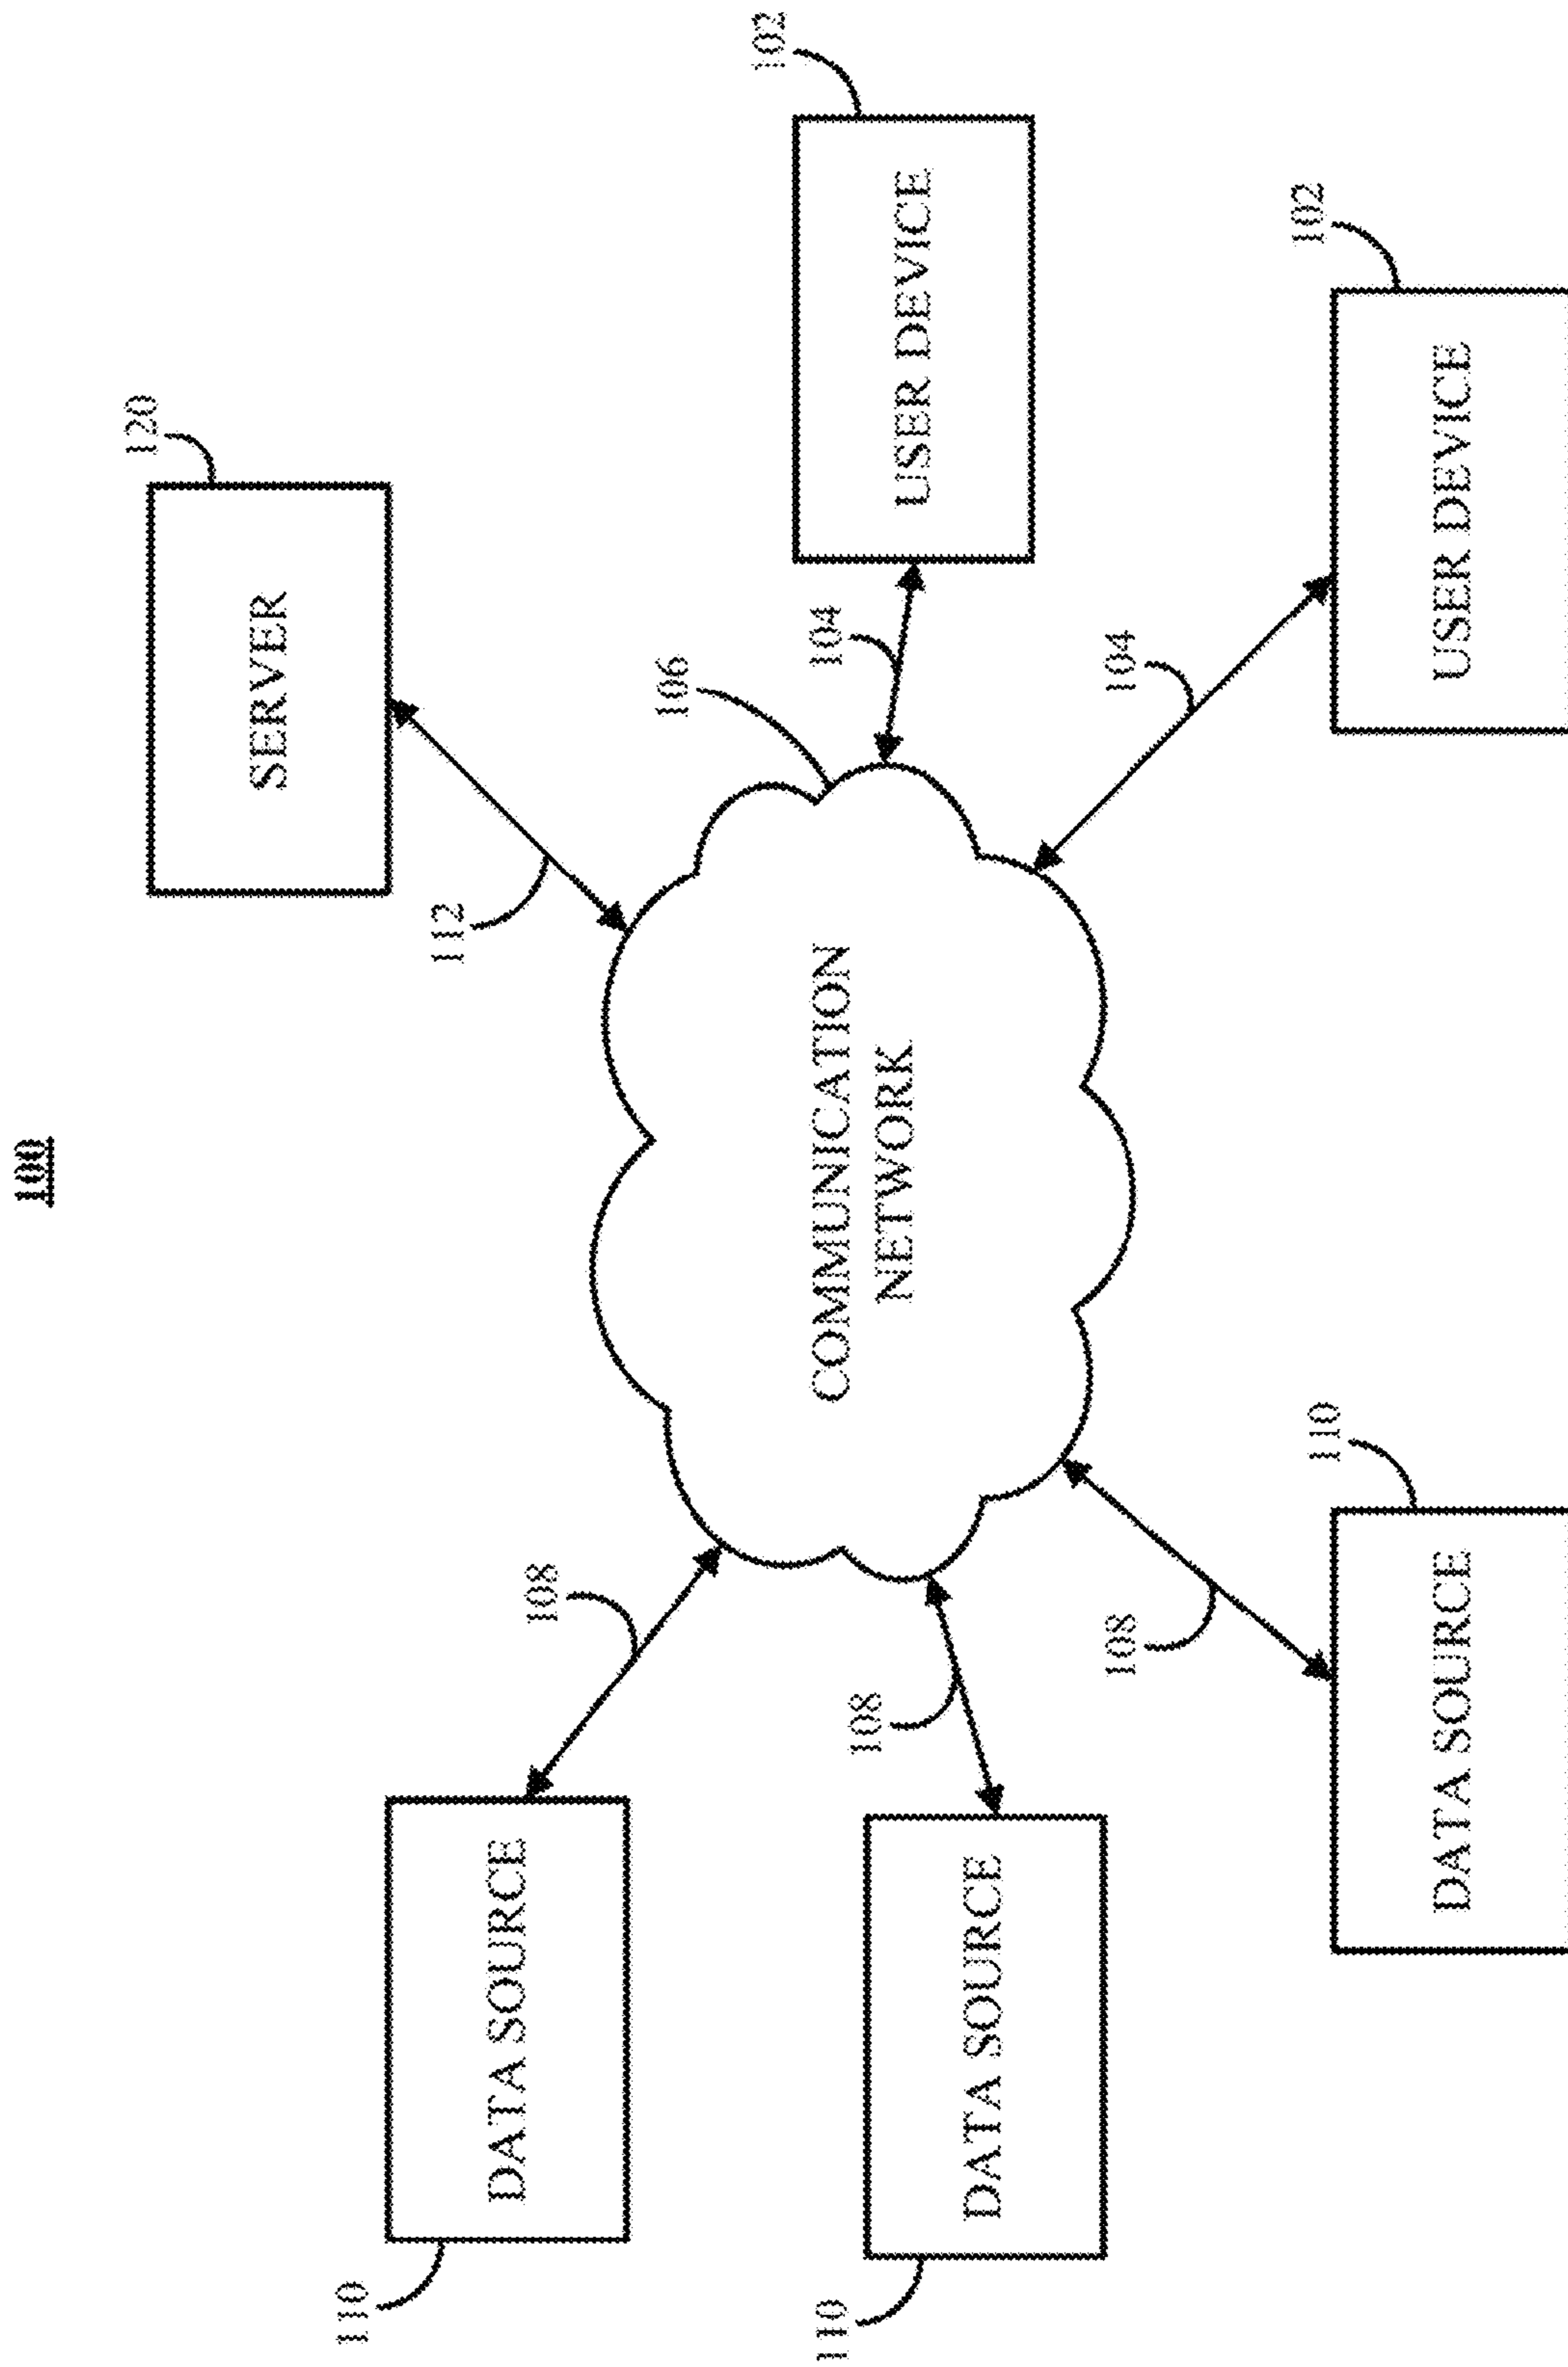 100
SERVER
120
112
DATA SOURCE
110
108
106
COMMUNICATION
NETWORK
104
USER DEVICE
102
DATA SOURCE
110
108
108
DATA SOURCE
110
104
USER DEVICE
102